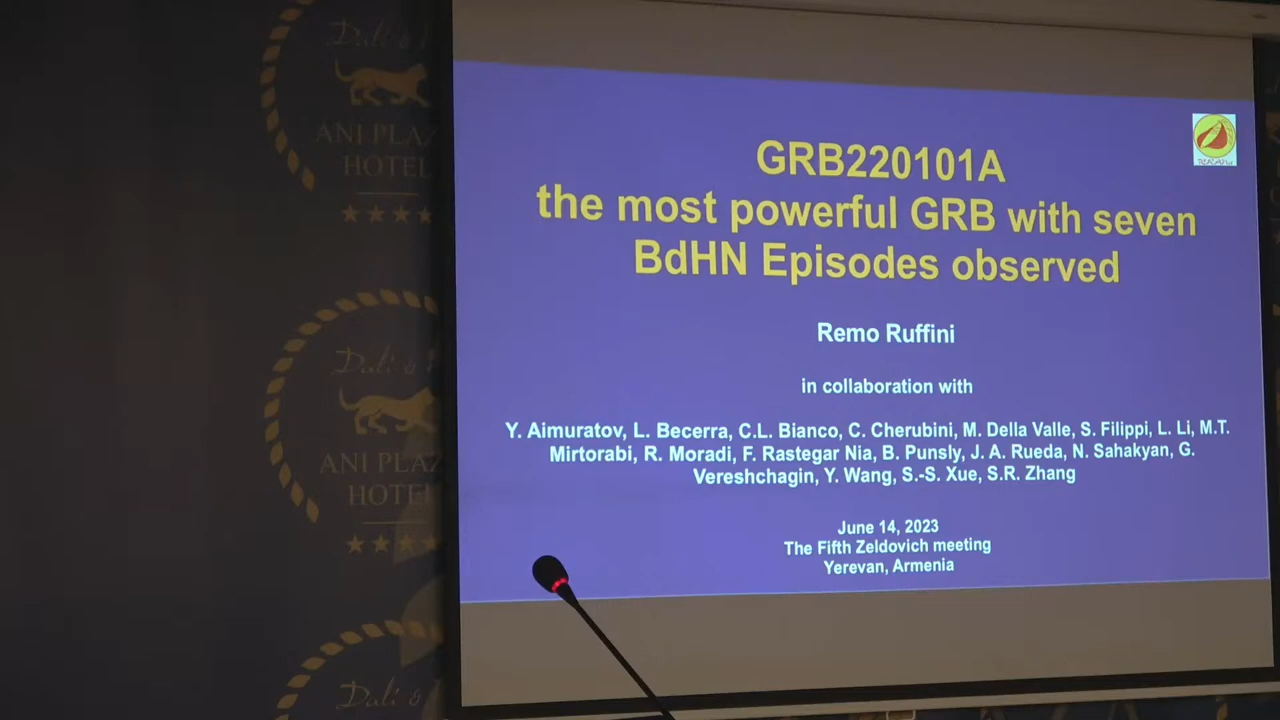 GRB220101A
the most powerful GRB with seven
BdHN Episodes observed
Remo Ruffini
in collaboration with
Y. Aimuratov, L. Becerra, C.L. Bianco, C. Cherubini, M. Della Valle, S. Filippi, L. Li, M.T.
Mirtorabi, R. Moradi, F. Rastegar Nia, B. Punsly, J. A. Rueda, N. Sahakyan, G.
Vereshchagin, Y. Wang, S.-S. Xue, S.R. Zhang
June 14, 2023
The Fifth Zeldovich meeting
Yerevan, Armenia
ANI
HOTEL
ANI
HOTEL